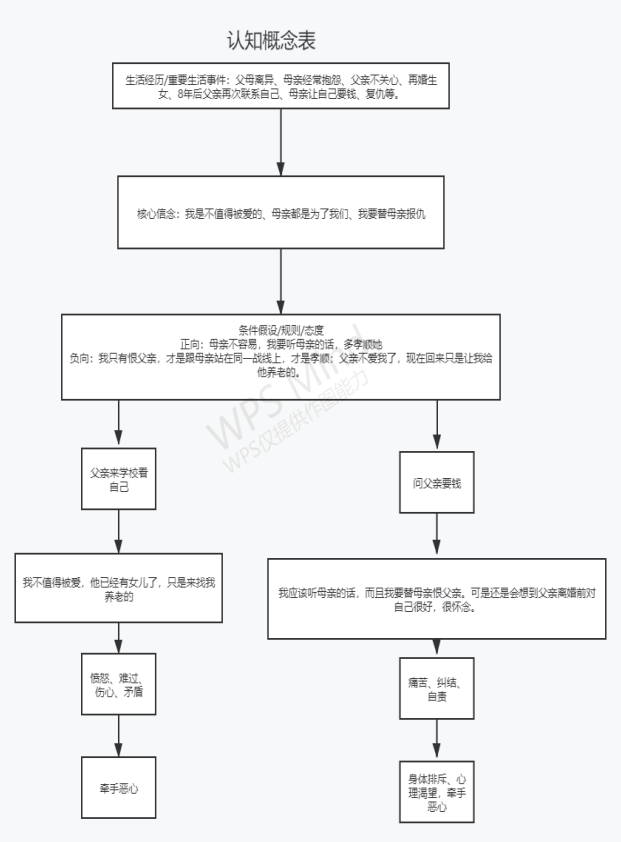 认知概念表
生活经历/重要生活事件：父母离异、母亲经常抱怨、父亲不关心、再婚生
女、8年后父亲再次联系自己、母亲让自己要钱、复仇等。
核心信念：我是不值得被爱的、母亲都是为了我们、我要替母亲报仇
条件假设/规则/态度
正向：母亲不容易，我要听母亲的话，多孝顺她
负向：我只有恨父亲，才是跟母亲站在同一战线上，才是孝顺；父亲不爱我了，现在回来只是让我给
他养老的。
WPS Mind
WPS仅提供作图能力
父亲来学校看
自己
问父亲要钱
我不值得被爱，他已经有女儿了，只是来找我
养老的
我应该听母亲的话，而且我要替母亲恨父亲。可是还是会想到父亲离婚前对
自己很好，很怀念。
愤怒、难过、
伤心、矛盾
痛苦、纠结、
自责
牵手恶心
身体排斥、心
理渴望，牵手
恶心